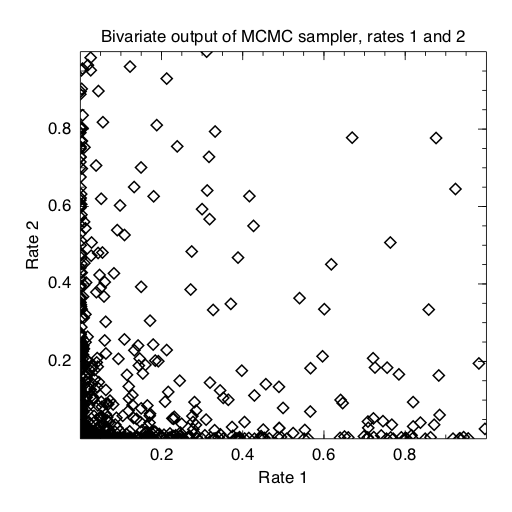 Bivariate output of MCMC sampler, rates 1 and 2
0.8
0.6
Rate 2
0.4
0.2
0.2 0.4 0.6 0.8
Rate 1